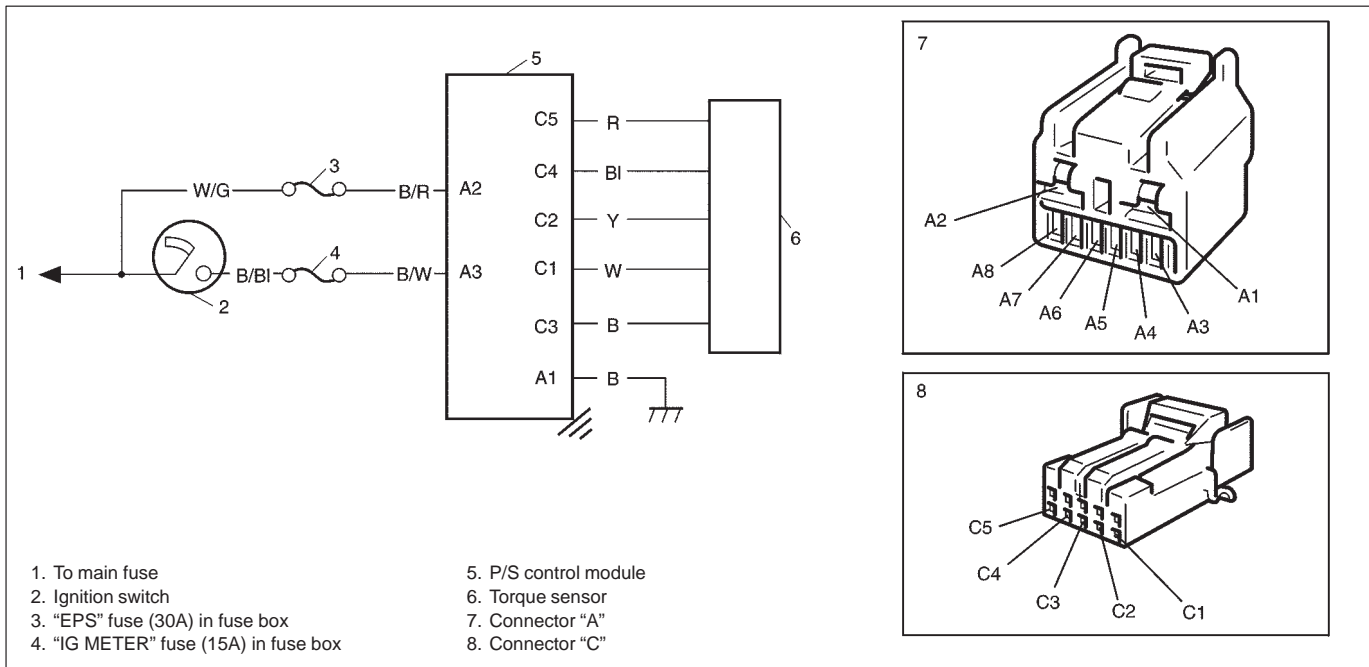 5
C5 R
3
C4 Bl
W/G B/R A2
C2 Y
6
4
C1 W
1 B/Bl B/W A3
2
C3 B
A1 B
7
A2
A8
A7
A6
A5
A4
A3
A1
8
C5
C4
C3
C2
C1
1. To main fuse
2. Ignition switch
3. “EPS” fuse (30A) in fuse box
4. “IG METER” fuse (15A) in fuse box
5. P/S control module
6. Torque sensor
7. Connector “A”
8. Connector “C”